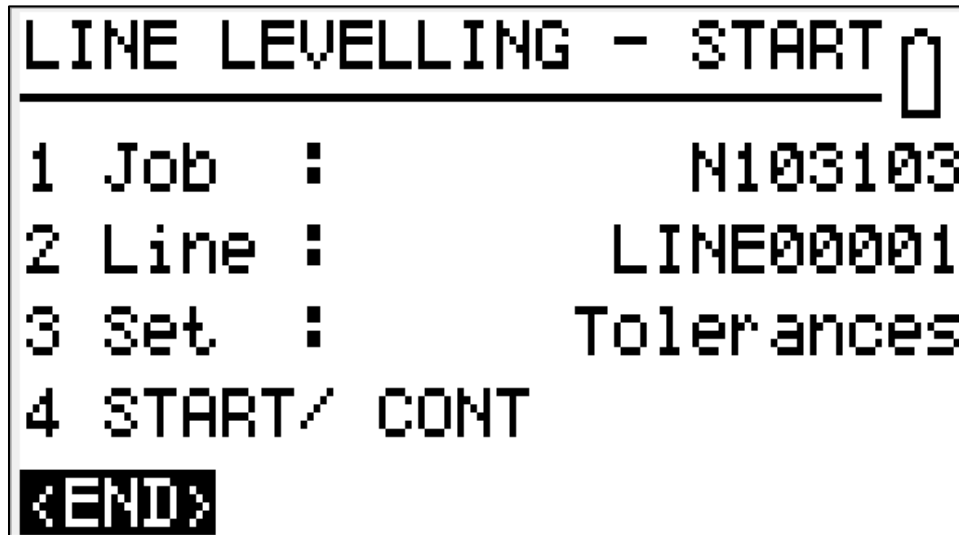 LINE LEVELLING - START
1 Job : N103103
2 Line : LINE00001
3 Set : Tolerances
4 START/ CONT
<END>